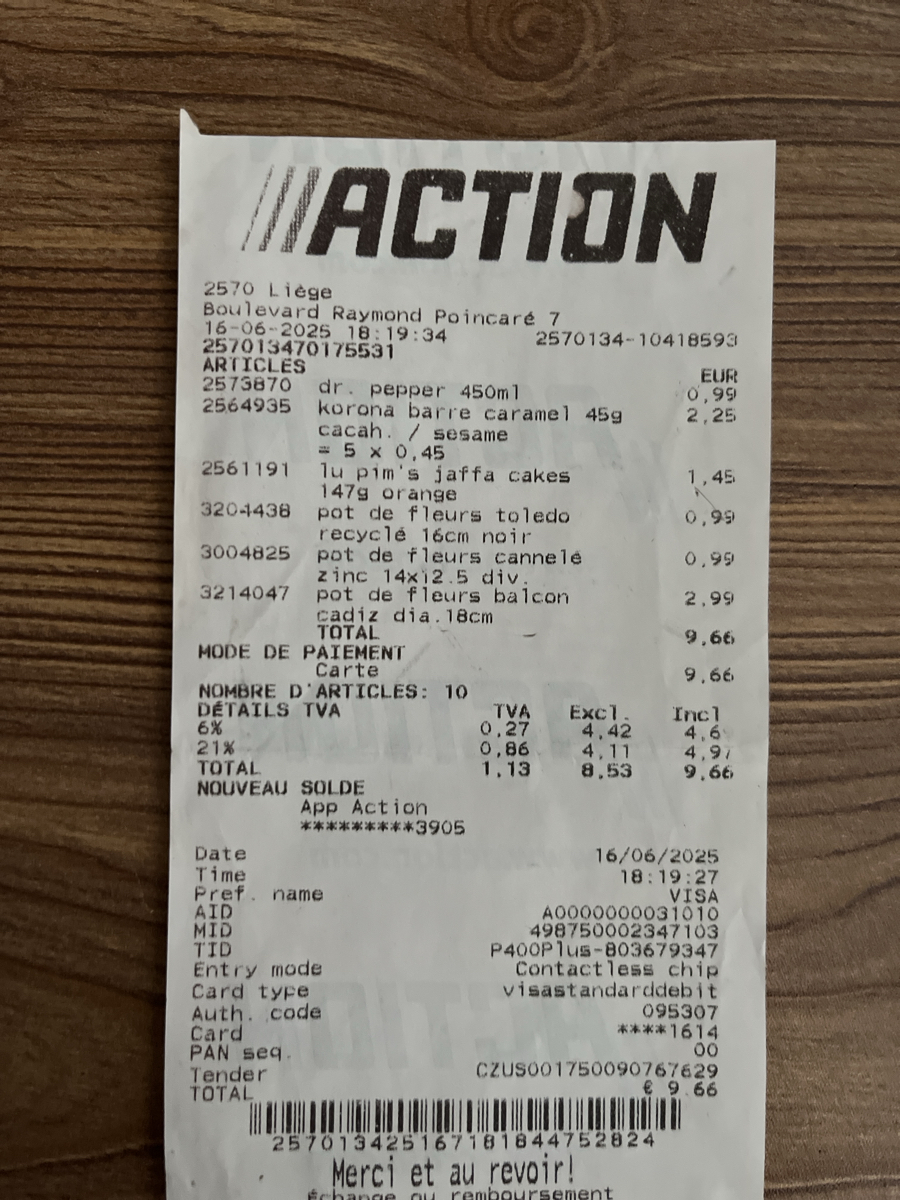 ACTION
2570 Liège
Boulevard Raymond Poincaré 7
16-06-2025 18:19:34 2570134-10418593
257013470175531
ARTICLES EUR
2573870 dr. pepper 450ml 0,99
2564935 korona barre caramel 45g 2,25
cacah. / sesame
= 5 x 0,45
2561191 lu pim's jaffa cakes 1,45
147g orange
3204438 pot de fleurs toledo 0,99
recyclé 16cm noir
3004825 pot de fleurs cannelé 0,99
zinc 14x12.5 div.
3214047 pot de fleurs balcon 2,99
cadiz dia.18cm
TOTAL 9,66
MODE DE PAIEMENT
Carte 9,66
NOMBRE D'ARTICLES: 10
DÉTAILS TVA TVA Excl. Incl
6% 0,27 4,42
21% 0,86 4,11
TOTAL 1,13 8,53 9,66
NOUVEAU SOLDE
App Action
*********3905
Date 16/06/2025
Time 18:19:27
Pref. name VISA
AID A0000000031010
MID 498750002347103
TID P400Plus-803679347
Entry mode Contactless chip
Card type visastandarddebit
Auth. code 095307
Card ****1614
PAN seq. 00
Tender CZUS001750090767629
TOTAL € 9.66
257013425167181844752824
Merci et au revoir!
Échange ou remboursement